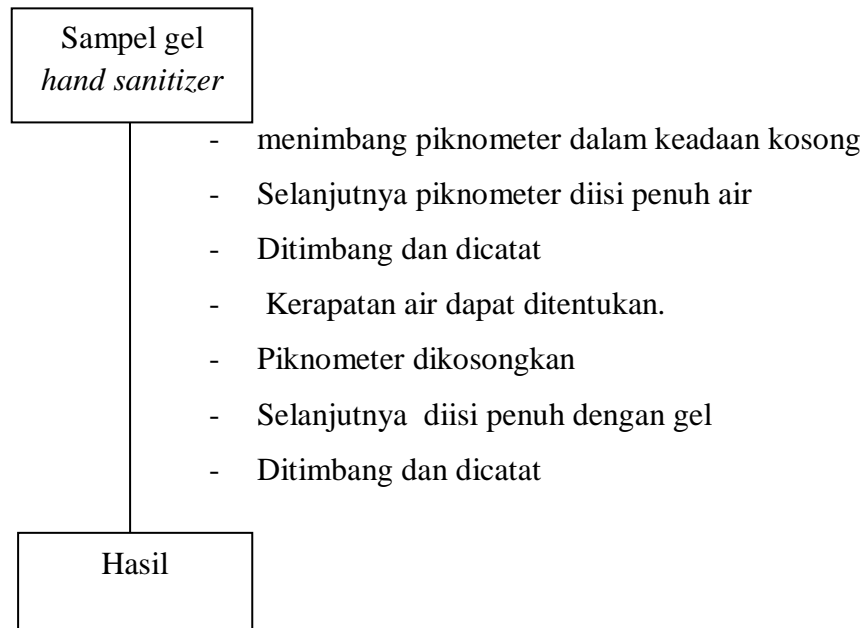 Sampel gel
hand sanitizer
- menimbang piknometer dalam keadaan kosong
- Selanjutnya piknometer diisi penuh air
- Ditimbang dan dicatat
- Kerapatan air dapat ditentukan.
- Piknometer dikosongkan
- Selanjutnya diisi penuh dengan gel
- Ditimbang dan dicatat
Hasil